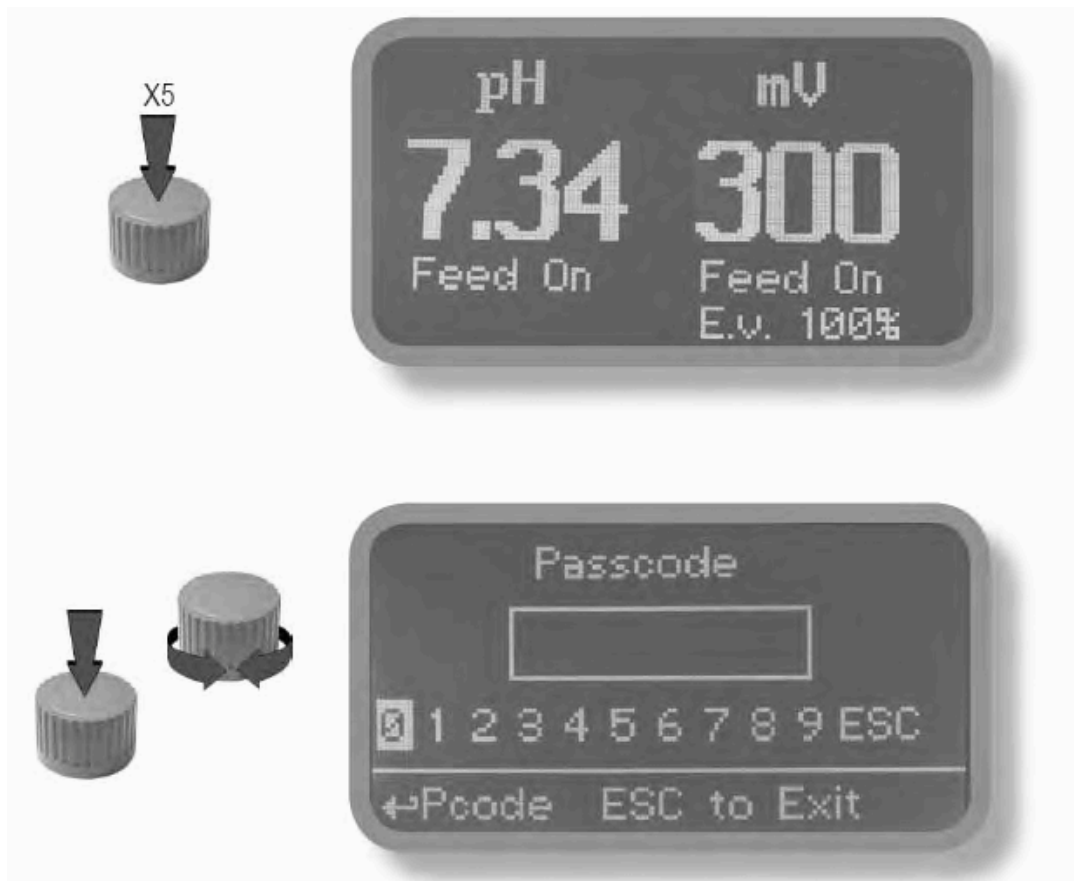 X5
pH mV
7.34 300
Feed On Feed On
E.v. 100%
Passcode
0 1 2 3 4 5 6 7 8 9 ESC
↩Pcode ESC to Exit